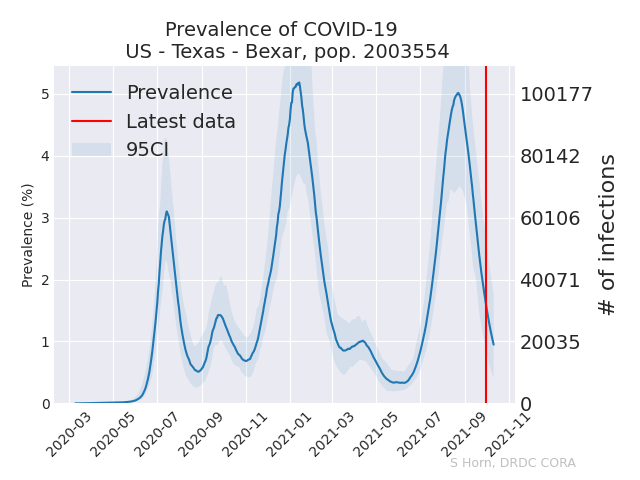 Prevalence of COVID-19
US - Texas - Bexar, pop. 2003554
Prevalence
Latest data
95CI
Prevalence (%)
5
4
3
2
1
0
100177
80142
60106
40071
20035
0
# of infections
2020-03
2020-05
2020-07
2020-09
2020-11
2021-01
2021-03
2021-05
2021-07
2021-09
2021-11
S Horn, DRDC CORA